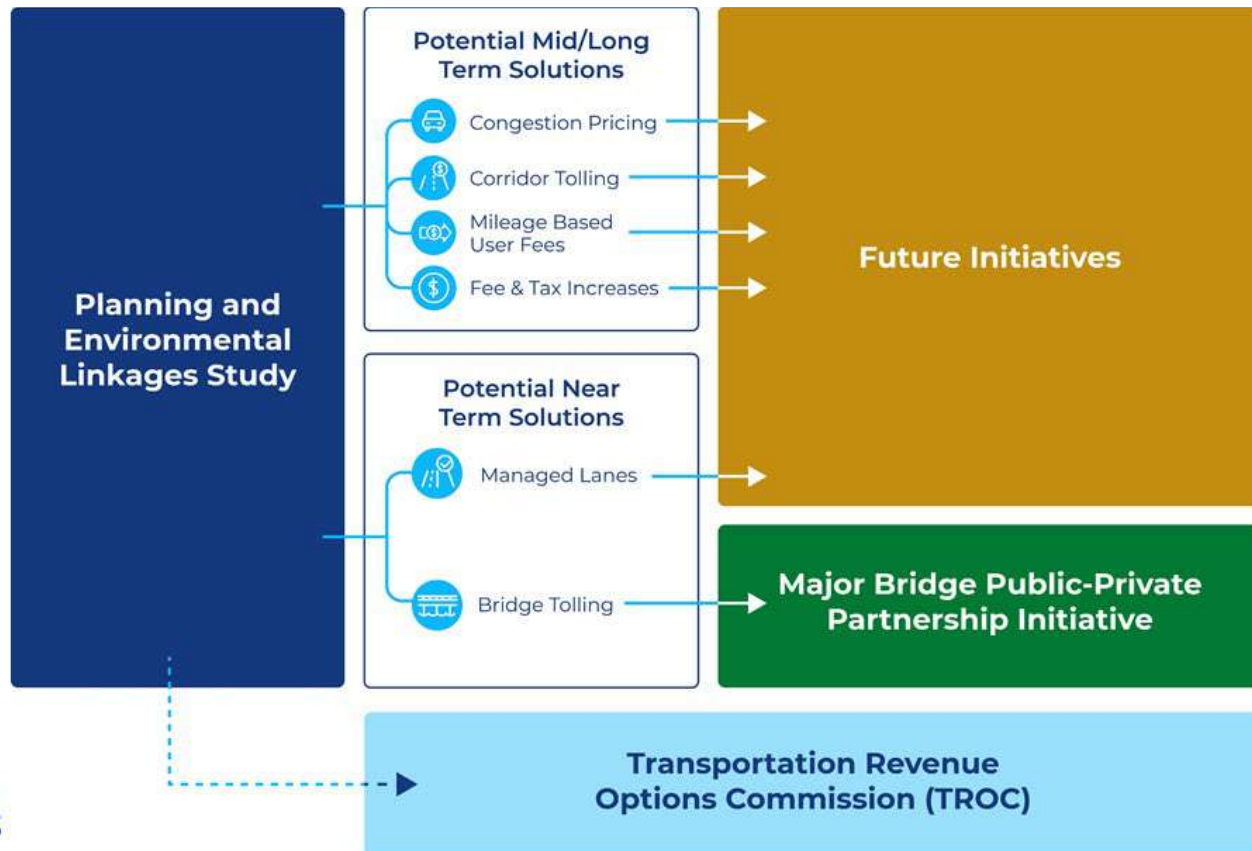 Planning and
Environmental
Linkages Study
Potential Mid/Long
Term Solutions
Congestion Pricing
Corridor Tolling
Mileage Based
User Fees
Fee & Tax Increases
Potential Near
Term Solutions
Managed Lanes
Bridge Tolling
Future Initiatives
Major Bridge Public-Private
Partnership Initiative
Transportation Revenue
Options Commission (TROC)